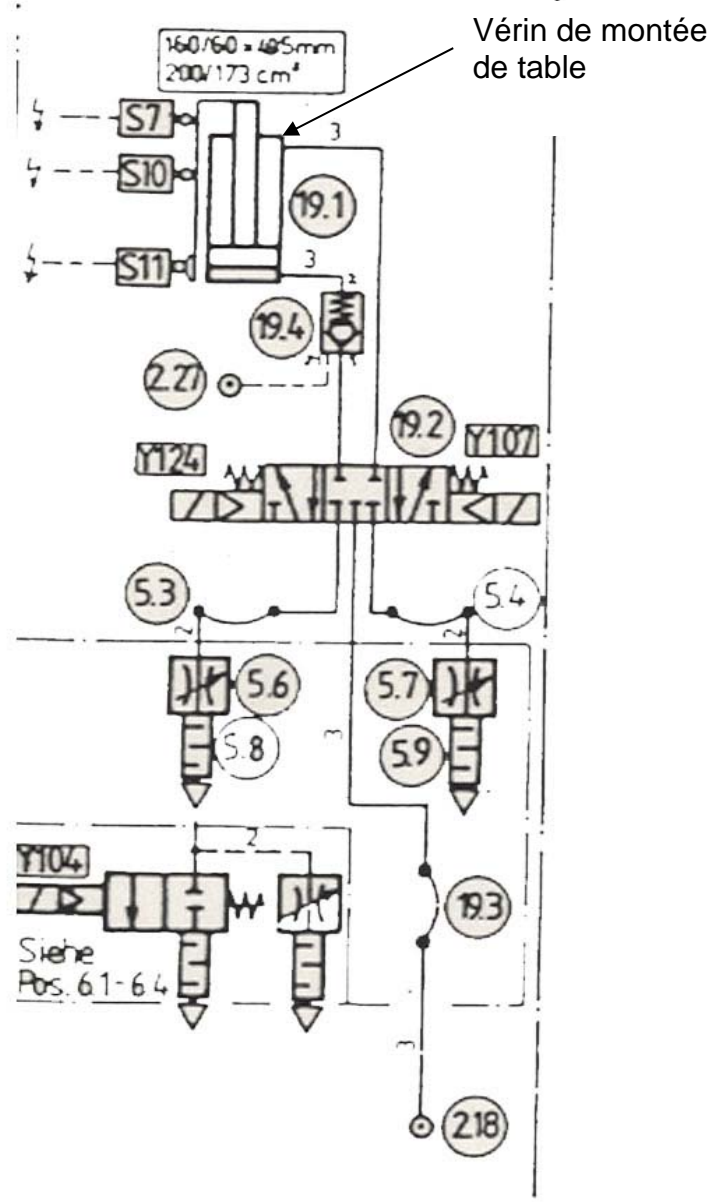 Vérin de montée
de table
160/60 x 485mm
200/173 cm²
S7
3
S10
19.1
S11
3
2
19.4
2.27
19.2
Y107
Y124
5.3
5.4
2
2
5.6
5.7
5.8
3
5.9
Y104
2
19.3
Siehe
Pos. 6.1-6.4
3
2.18